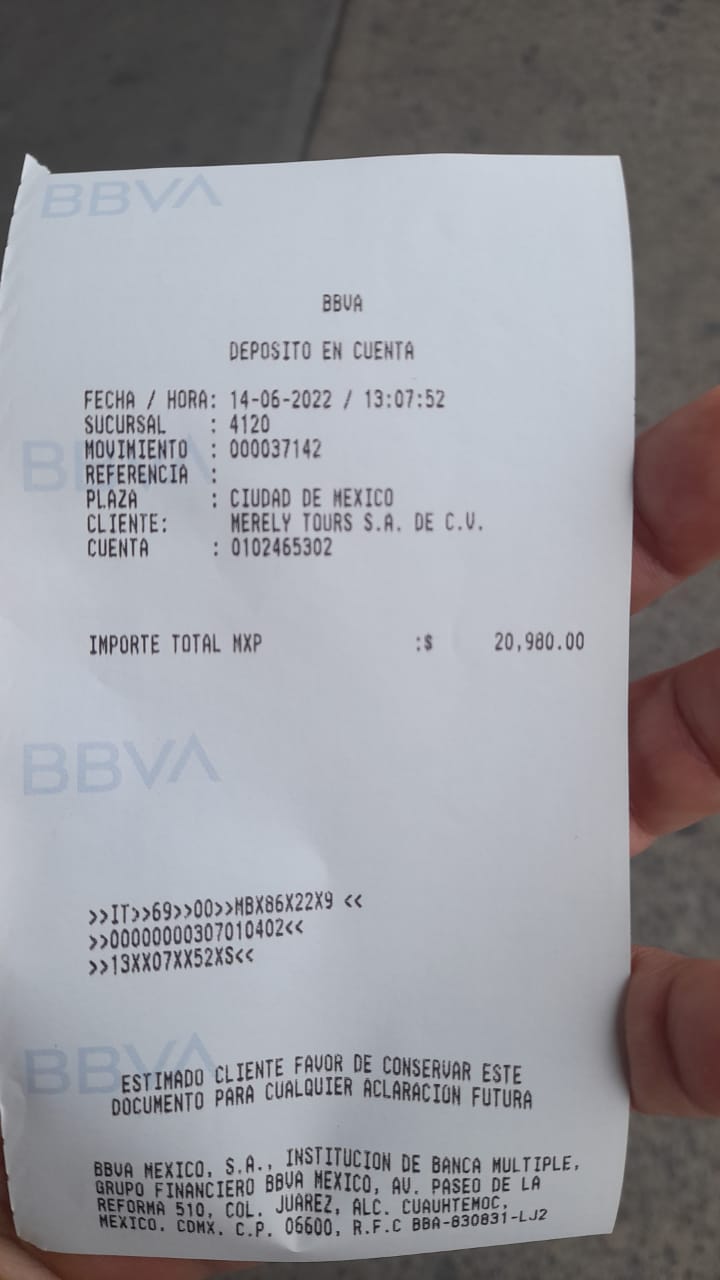 BBVA
BBVA
DEPOSITO EN CUENTA
FECHA / HORA: 14-06-2022 / 13:07:52
SUCURSAL : 4120
MOVIMIENTO : 000037142
BBVA
REFERENCIA :
PLAZA : CIUDAD DE MEXICO
CLIENTE: MERELY TOURS S.A. DE C.V.
CUENTA : 0102465302
IMPORTE TOTAL MXP :$ 20,980.00
BBVA
>>IT>>69>>00>>MBX86X22X9 <<
>>00000000307010402<<
>>13XX07XX52XS<<
BBVA
ESTIMADO CLIENTE FAVOR DE CONSERVAR ESTE
DOCUMENTO PARA CUALQUIER ACLARACION FUTURA
BBVA MEXICO, S.A., INSTITUCION DE BANCA MULTIPLE,
GRUPO FINANCIERO BBVA MEXICO, AV. PASEO DE LA
REFORMA 510, COL. JUAREZ, ALC. CUAUHTEMOC,
MEXICO. CDMX. C.P. 06600, R.F.C BBA-830831-LJ2